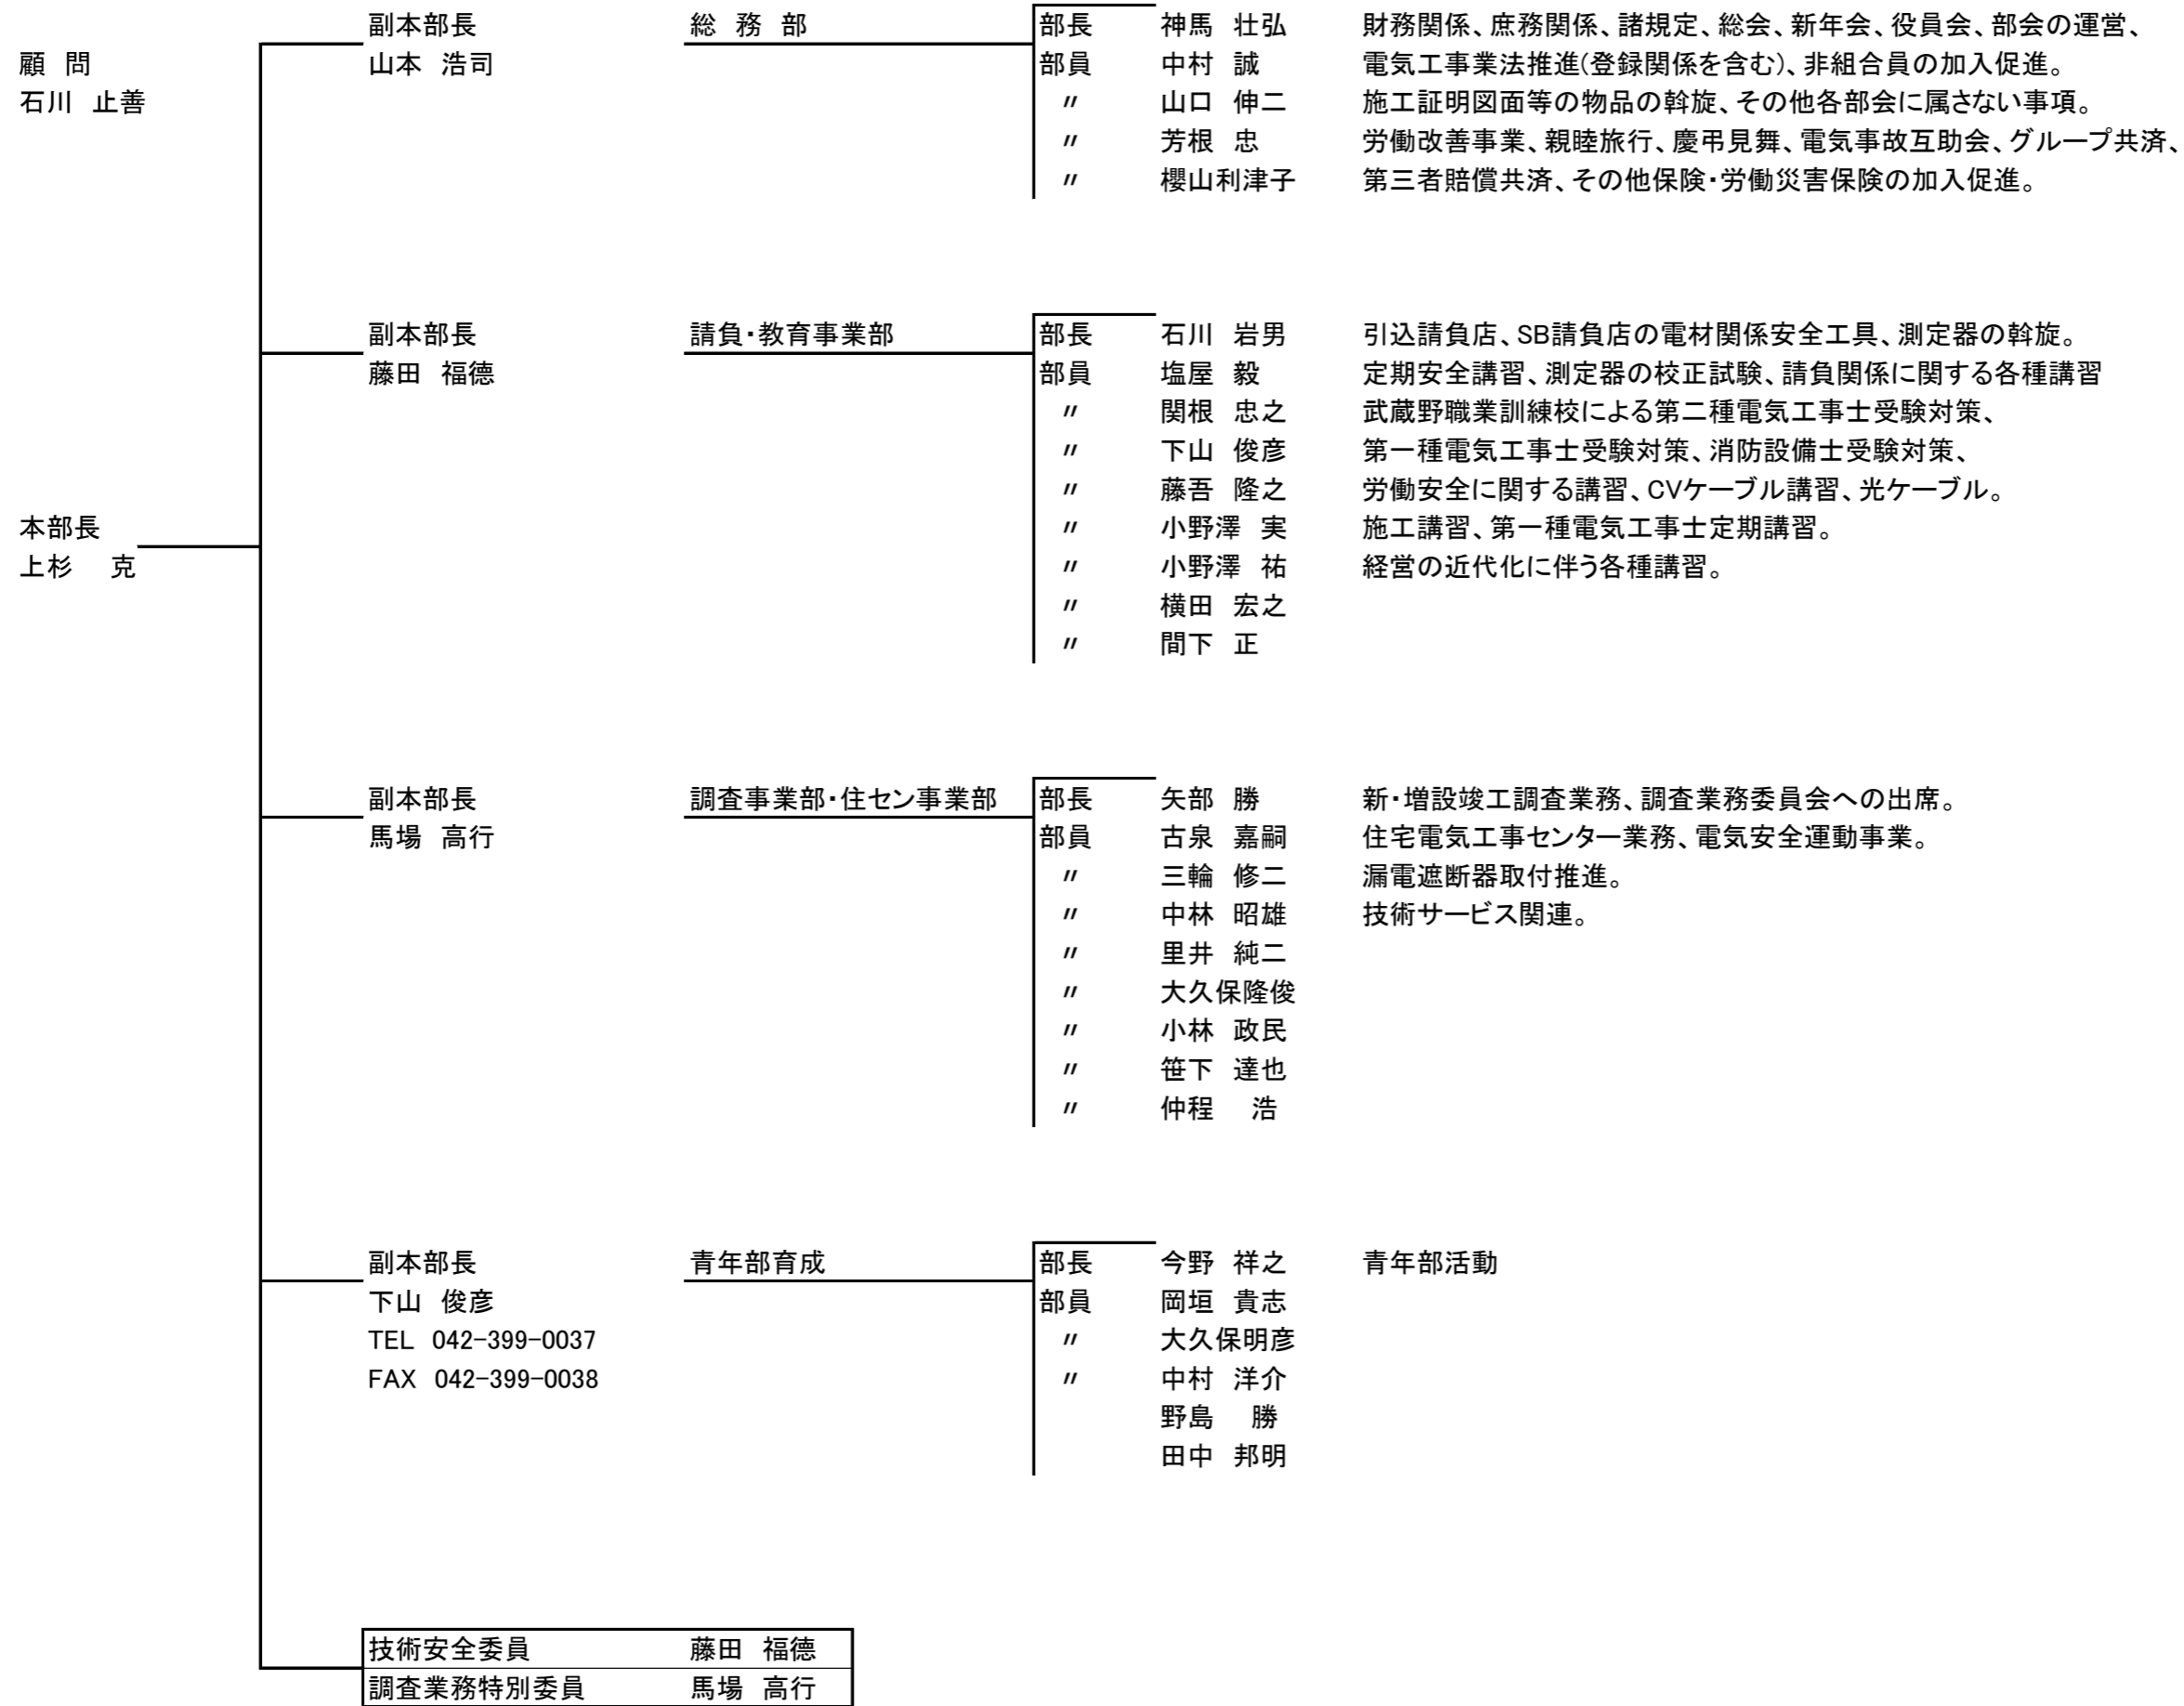 副本部長 総 務 部 部長 神馬 壮弘 財務関係、庶務関係、諸規定、総会、新年会、役員会、部会の運営、
顧 問 山本 浩司 部員 中村 誠 電気工事業法推進(登録関係を含む)、非組合員の加入促進。
石川 止善 〃 山口 伸二 施工証明図面等の物品の斡旋、その他各部会に属さない事項。
〃 芳根 忠 労働改善事業、親睦旅行、慶弔見舞、電気事故互助会、グループ共済、
〃 櫻山利津子 第三者賠償共済、その他保険・労働災害保険の加入促進。
副本部長 請負・教育事業部 部長 石川 岩男 引込請負店、SB請負店の電材関係安全工具、測定器の斡旋。
藤田 福德 部員 塩屋 毅 定期安全講習、測定器の校正試験、請負関係に関する各種講習
〃 関根 忠之 武蔵野職業訓練校による第二種電気工事士受験対策、
〃 下山 俊彦 第一種電気工事士受験対策、消防設備士受験対策、
〃 藤吾 隆之 労働安全に関する講習、CVケーブル講習、光ケーブル。
本部長 〃 小野澤 実 施工講習、第一種電気工事士定期講習。
上杉 克 〃 小野澤 祐 経営の近代化に伴う各種講習。
〃 横田 宏之
〃 間下 正
副本部長 調査事業部・住セン事業部 部長 矢部 勝 新・増設竣工調査業務、調査業務委員会への出席。
馬場 高行 部員 古泉 嘉嗣 住宅電気工事センター業務、電気安全運動事業。
〃 三輪 修二 漏電遮断器取付推進。
〃 中林 昭雄 技術サービス関連。
〃 里井 純二
〃 大久保隆俊
〃 小林 政民
〃 笹下 達也
〃 仲程 浩
副本部長 青年部育成 部長 今野 祥之 青年部活動
下山 俊彦 部員 岡垣 貴志
TEL 042-399-0037 〃 大久保明彦
FAX 042-399-0038 〃 中村 洋介
野島 勝
田中 邦明
技術安全委員 藤田 福德
調査業務特別委員 馬場 高行